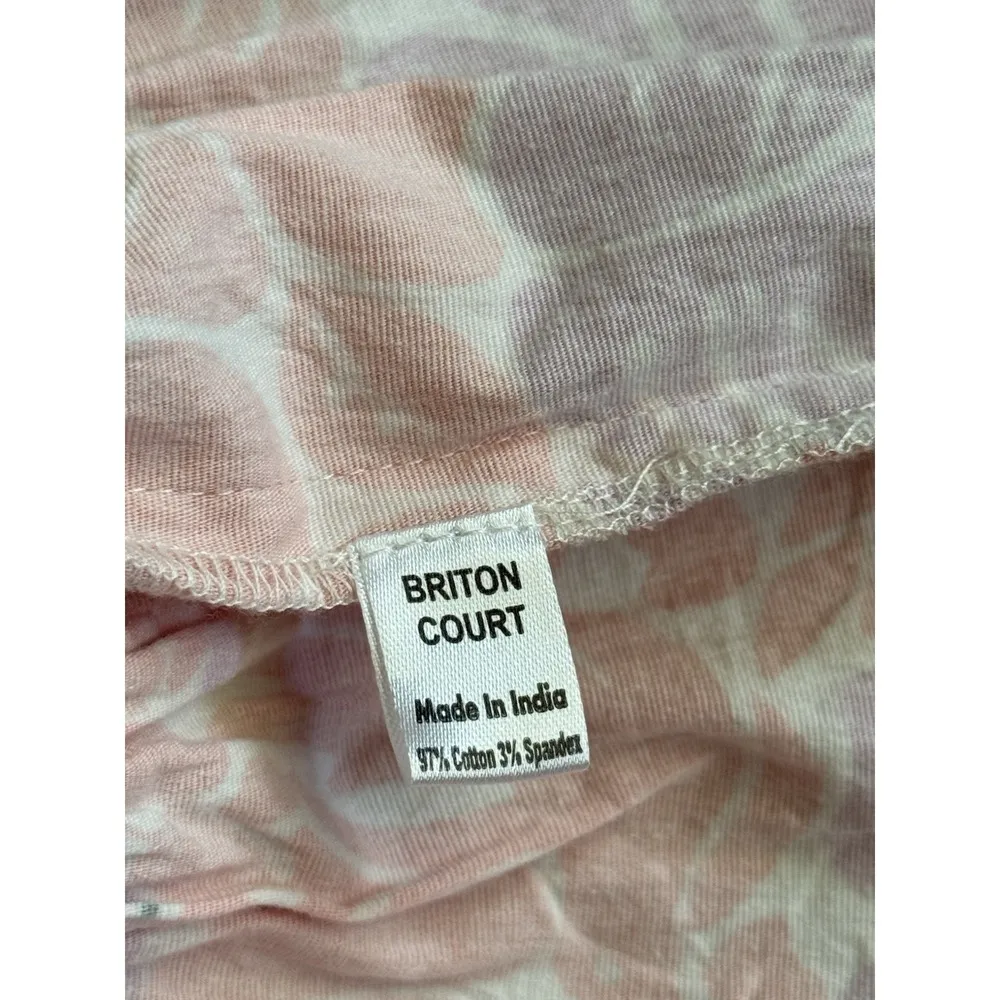 BRITON
COURT
Made In India
97% Cotton 3% Spandex